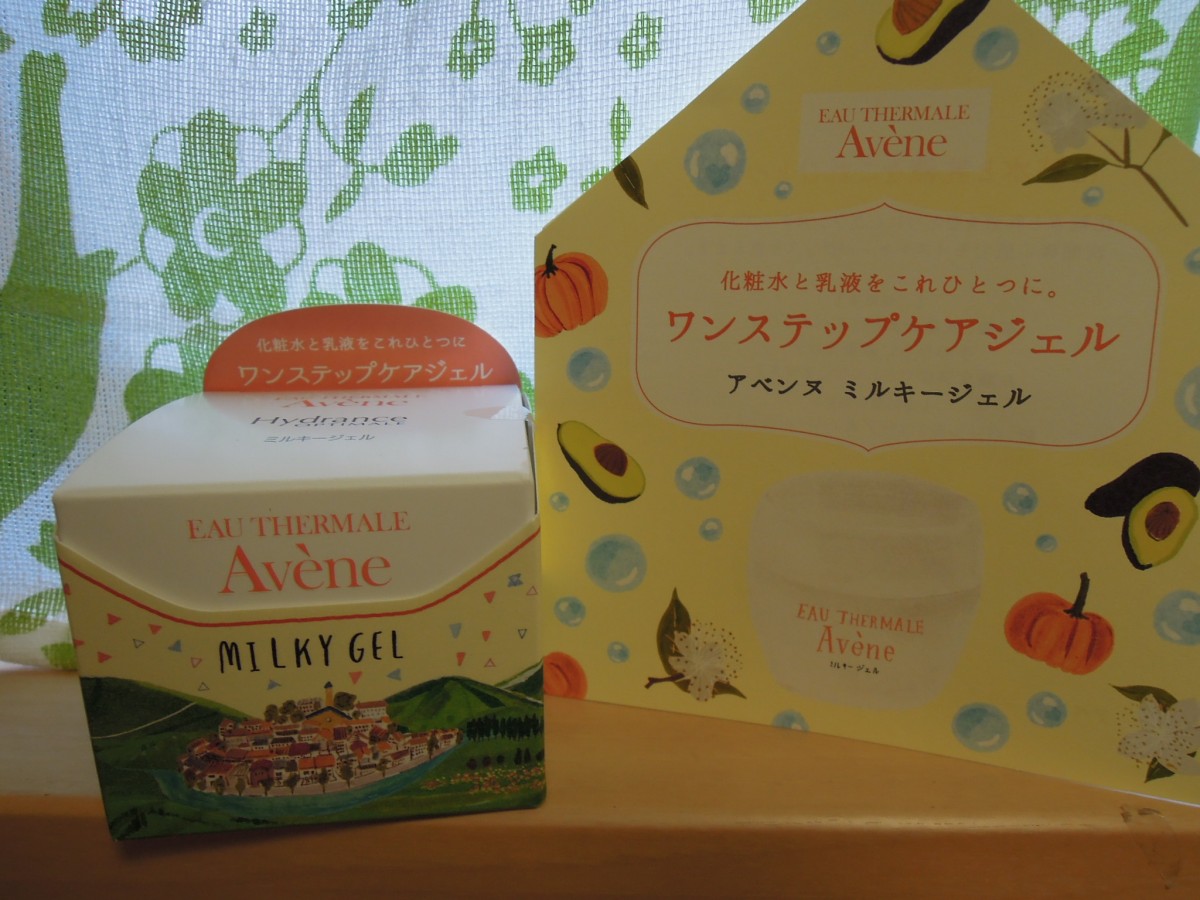 化粧水と乳液をこれひとつに
ワンステップケアジェル
EAU THERMALE
Avène
Hydrance
OPTIMALE
ミルキージェル
EAU THERMALE
Avène
MILKY GEL
EAU THERMALE
Avène
化粧水と乳液をこれひとつに。
ワンステップケアジェル
アベンヌ ミルキージェル
EAU THERMALE
Avène
ミルキージェル